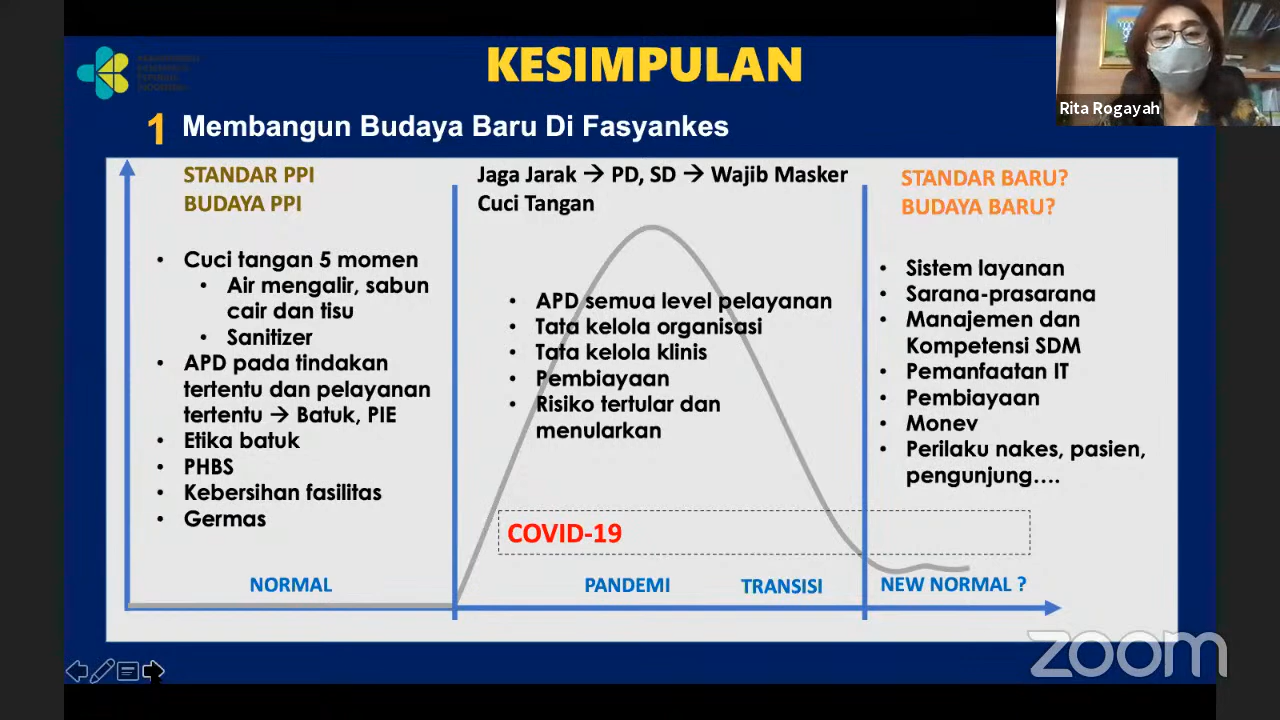 KESIMPULAN
Rita Rogayah
1 Membangun Budaya Baru Di Fasyankes
STANDAR PPI
BUDAYA PPI
• Cuci tangan 5 momen
• Air mengalir, sabun
cair dan tisu
• Sanitizer
• APD pada tindakan
tertentu dan pelayanan
tertentu → Batuk, PIE
• Etika batuk
• PHBS
• Kebersihan fasilitas
• Germas
NORMAL
Jaga Jarak → PD, SD → Wajib Masker
Cuci Tangan
• APD semua level pelayanan
• Tata kelola organisasi
• Tata kelola klinis
• Pembiayaan
• Risiko tertular dan
menularkan
COVID-19
PANDEMI
TRANSISI
STANDAR BARU?
BUDAYA BARU?
• Sistem layanan
• Sarana-prasarana
• Manajemen dan
Kompetensi SDM
• Pemanfaatan IT
• Pembiayaan
• Monev
• Perilaku nakes, pasien,
pengunjung....
NEW NORMAL ?
zoom